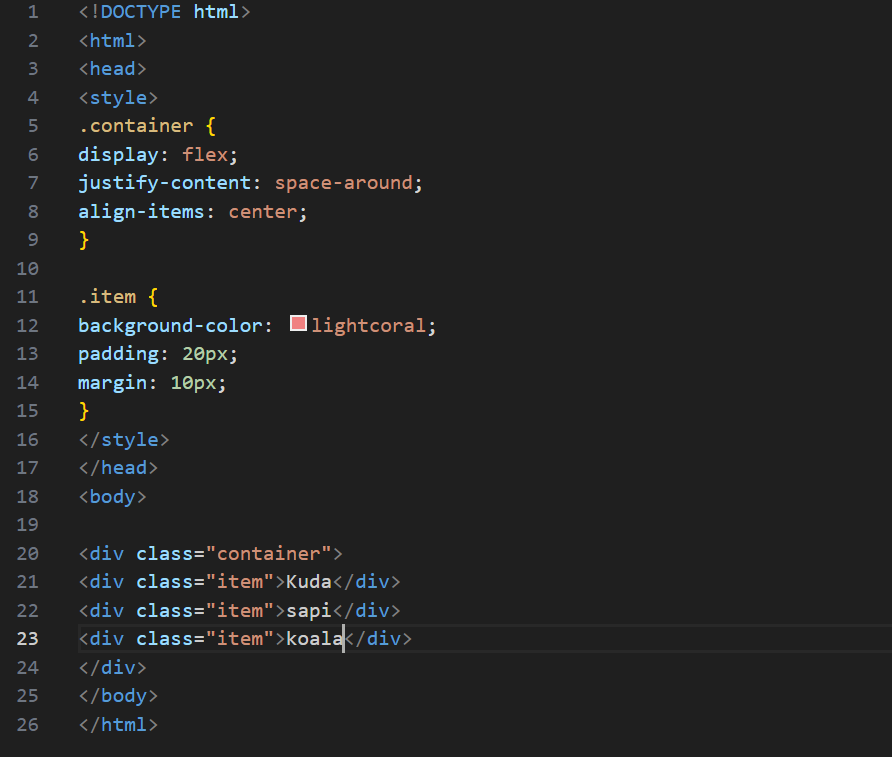 1 <!DOCTYPE html>
2 <html>
3 <head>
4 <style>
5 .container {
6 display: flex;
7 justify-content: space-around;
8 align-items: center;
9 }
10
11 .item {
12 background-color: lightcoral;
13 padding: 20px;
14 margin: 10px;
15 }
16 </style>
17 </head>
18 <body>
19
20 <div class="container">
21 <div class="item">Kuda</div>
22 <div class="item">sapi</div>
23 <div class="item">koala</div>
24 </div>
25 </body>
26 </html>